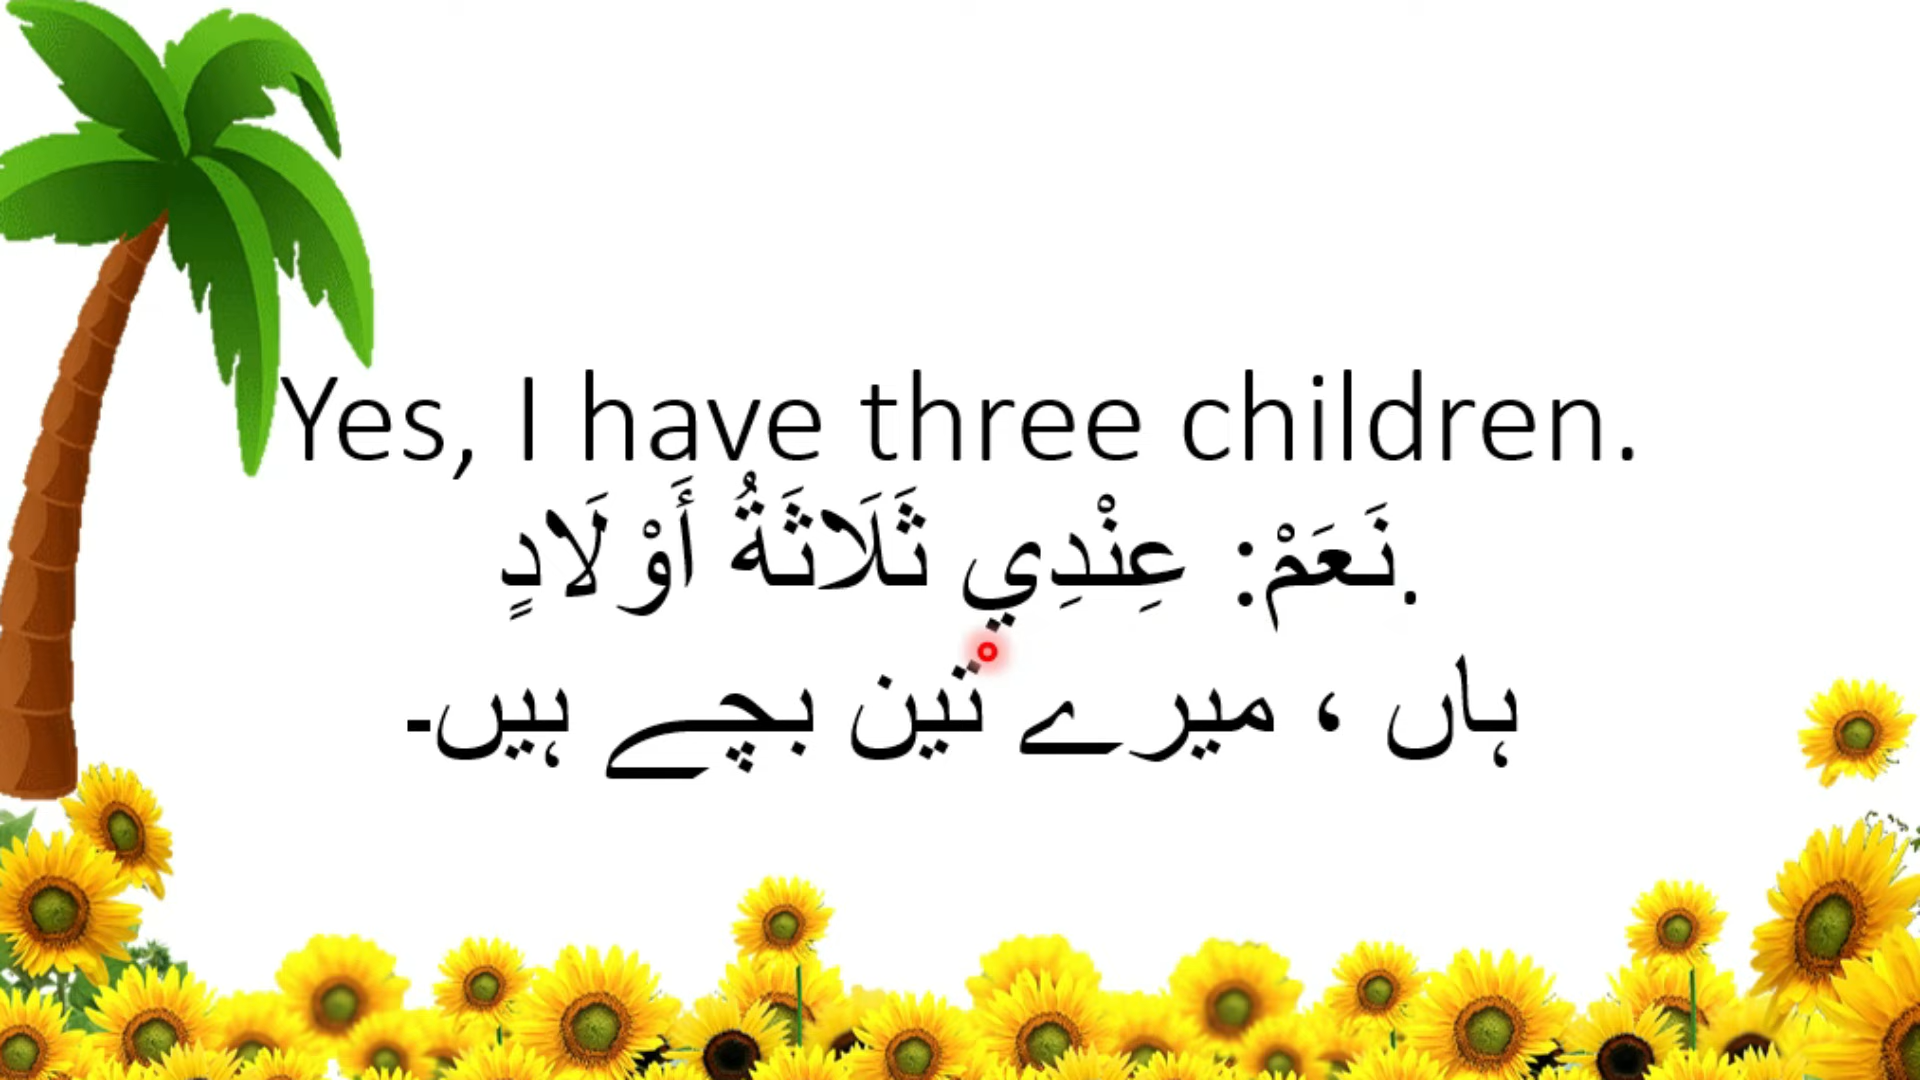 Yes, I have three children.
نَعَمْ: عِنْدِي ثَلَاثَةُ أَوْلَادٍ.
ہاں ، میرے تین بچے ہیں۔